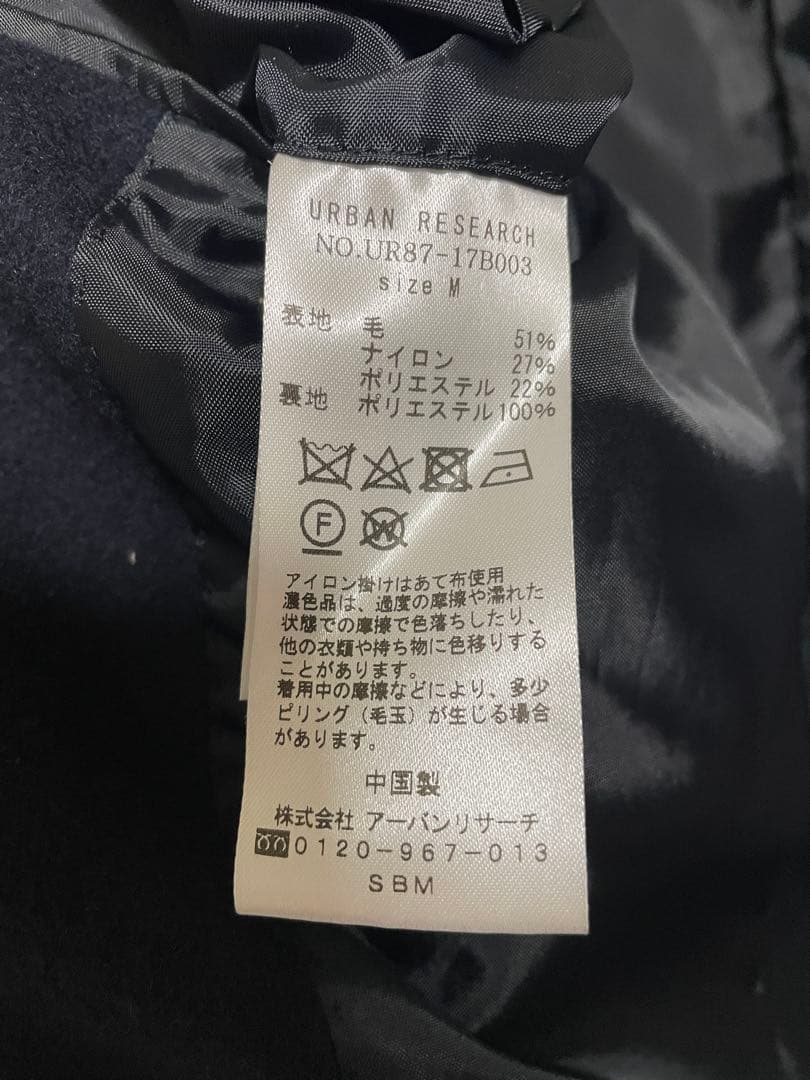 URBAN RESEARCH
NO.UR87-17B003
size M
表地 毛 51%
ナイロン 27%
ポリエステル 22%
裏地 ポリエステル 100%
F W
アイロン掛けはあて布使用
濃色品は、過度の摩擦や濡れた
状態での摩擦で色落ちしたり、
他の衣類や持ち物に色移りする
ことがあります。
着用中の摩擦などにより、多少
ピリング（毛玉）が生じる場合
があります。
中国製
株式会社 アーバンリサーチ
0120-967-013
SBM